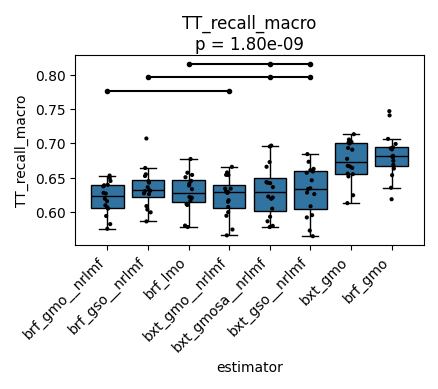 TT_recall_macro
p = 1.80e-09
TT_recall_macro
0.80
0.75
0.70
0.65
0.60
brf_gmo__nrlmf
brf_gso__nrlmf
brf_lmo
bxt_gmo__nrlmf
bxt_gmosa__nrlmf
bxt_gso__nrlmf
bxt_gmo
brf_gmo
estimator